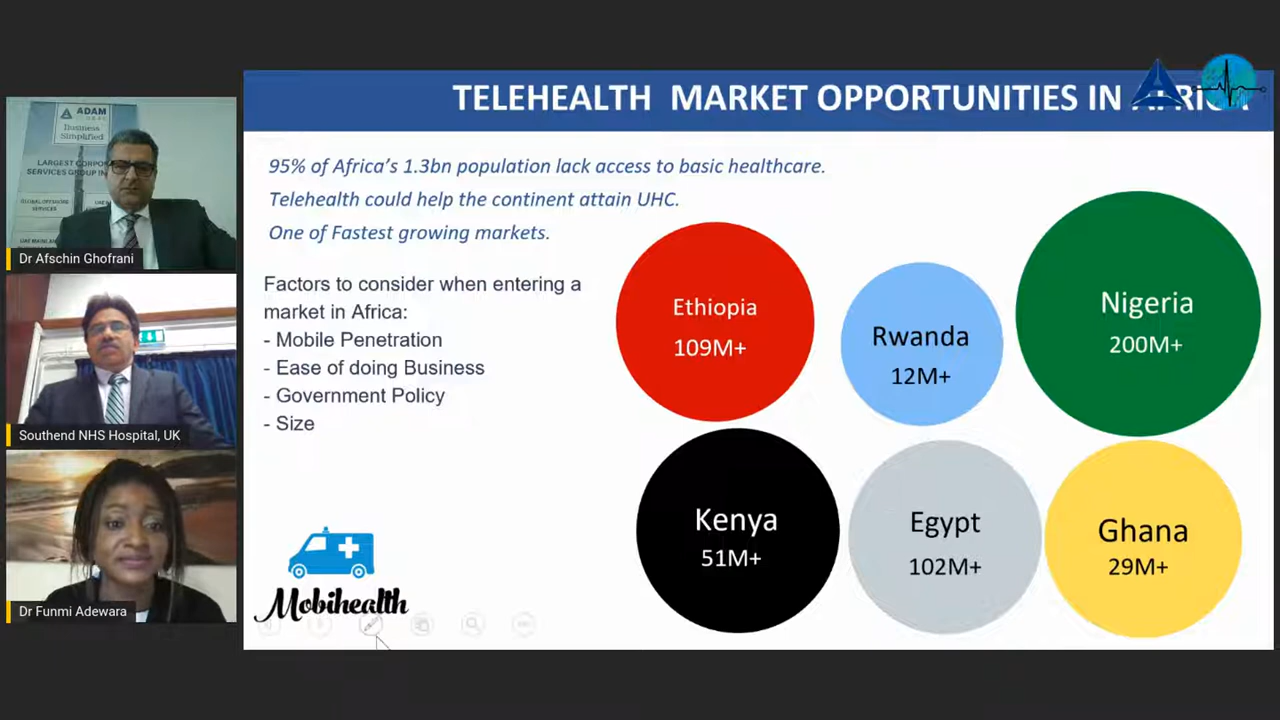 ADAM
GLOBAL
Business
Simplified
LARGEST CORPO
SERVICES GROUP IN
Dr Afschin Ghofrani
Southend NHS Hospital, UK
Dr Funmi Adewara
TELEHEALTH MARKET OPPORTUNITIES IN AFRICA
95% of Africa's 1.3bn population lack access to basic healthcare.
Telehealth could help the continent attain UHC.
One of Fastest growing markets.
Factors to consider when entering a
market in Africa:
- Mobile Penetration
- Ease of doing Business
- Government Policy
- Size
Mobihealth
Ethiopia
109M+
Rwanda
12M+
Nigeria
200M+
Kenya
51M+
Egypt
102M+
Ghana
29M+